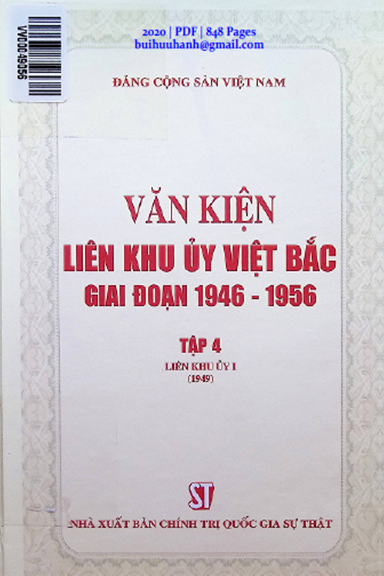 2020 | PDF | 848 Pages
buihuuhanh@gmail.com
VV00049056
ĐẢNG CỘNG SẢN VIỆT NAM
VĂN KIỆN
LIÊN KHU ỦY VIỆT BẮC
GIAI ĐOẠN 1946 - 1956
TẬP 4
LIÊN KHU ỦY I
(1949)
ST
NHÀ XUẤT BẢN CHÍNH TRỊ QUỐC GIA SỰ THẬT